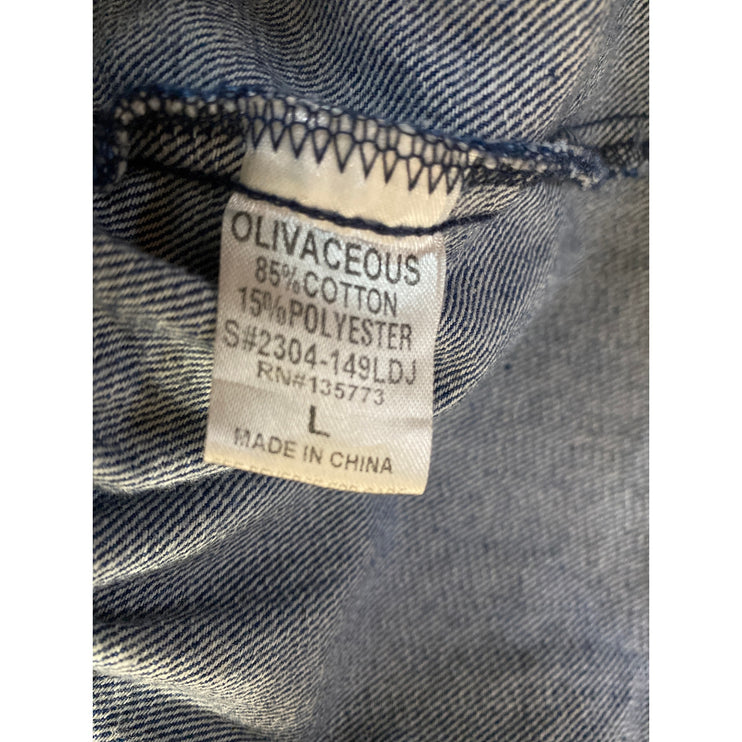 OLIVACEOUS
85% COTTON
15% POLYESTER
S#2304-149LDJ
RN#135773
L
MADE IN CHINA